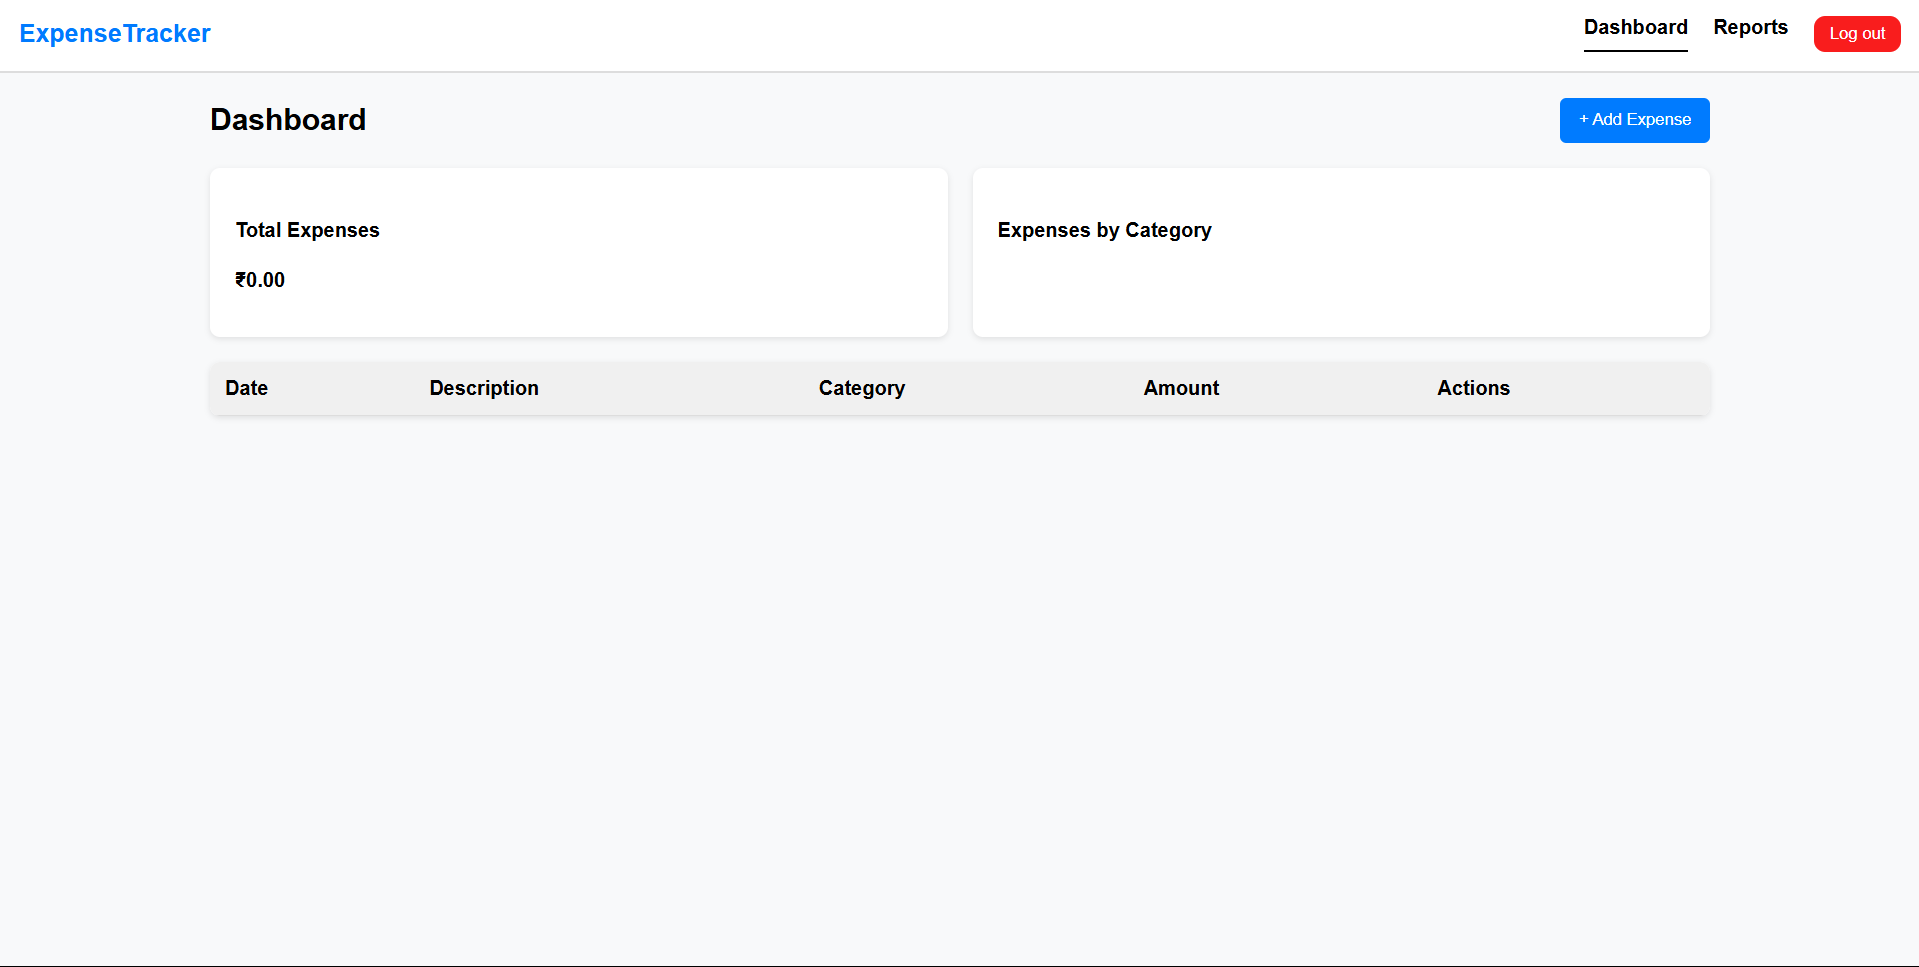 ExpenseTracker
Dashboard
Reports
Log out
Dashboard
+ Add Expense
Total Expenses
₹0.00
Expenses by Category
Date
Description
Category
Amount
Actions